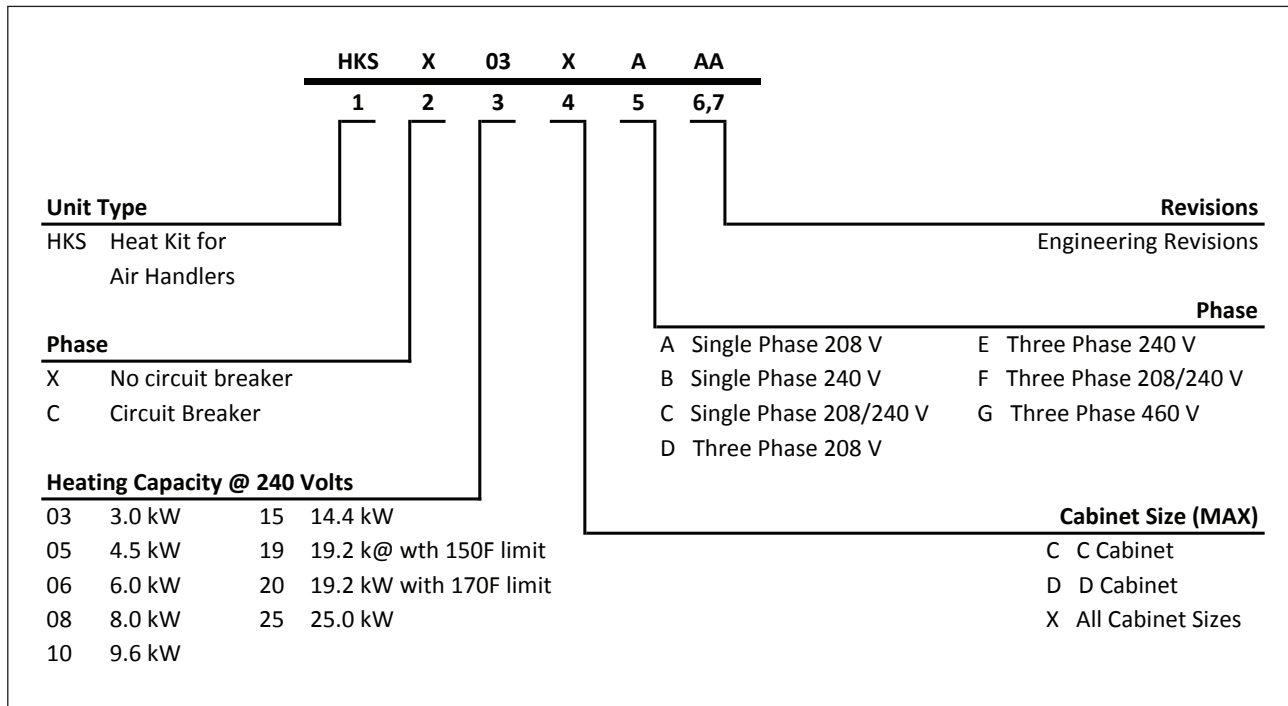 HKS X 03 X A AA
1 2 3 4 5 6,7
Unit Type
HKS Heat Kit for
Air Handlers
Revisions
Engineering Revisions
Phase
X No circuit breaker
C Circuit Breaker
Phase
A Single Phase 208 V E Three Phase 240 V
B Single Phase 240 V F Three Phase 208/240 V
C Single Phase 208/240 V G Three Phase 460 V
D Three Phase 208 V
Heating Capacity @ 240 Volts
03 3.0 kW 15 14.4 kW
05 4.5 kW 19 19.2 k@ wth 150F limit
06 6.0 kW 20 19.2 kW with 170F limit
08 8.0 kW 25 25.0 kW
10 9.6 kW
Cabinet Size (MAX)
C C Cabinet
D D Cabinet
X All Cabinet Sizes